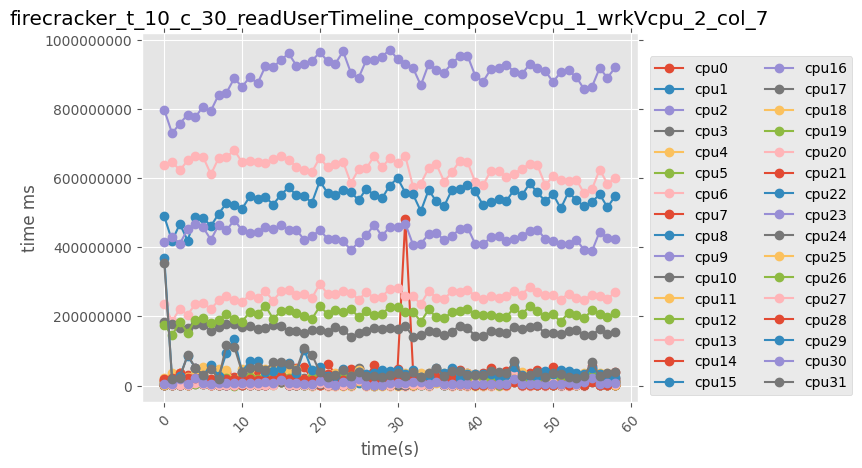 firecracker_t_10_c_30_readUserTimeline_composeVcpu_1_wrkVcpu_2_col_7
time ms
1000000000
800000000
600000000
400000000
200000000
0
0
10
20
30
40
50
60
time(s)
cpu0
cpu1
cpu2
cpu3
cpu4
cpu5
cpu6
cpu7
cpu8
cpu9
cpu10
cpu11
cpu12
cpu13
cpu14
cpu15
cpu16
cpu17
cpu18
cpu19
cpu20
cpu21
cpu22
cpu23
cpu24
cpu25
cpu26
cpu27
cpu28
cpu29
cpu30
cpu31